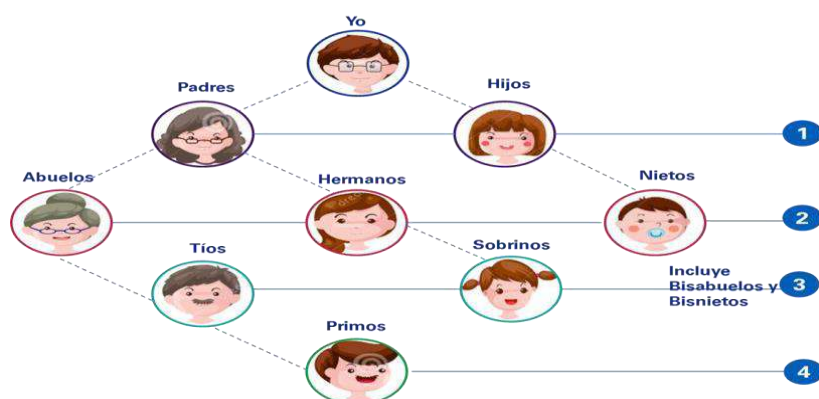 Yo
Padres
Hijos
1
Abuelos
Hermanos
Nietos
2
Tíos
Sobrinos
Incluye
Bisabuelos y
Bisnietos
3
Primos
4